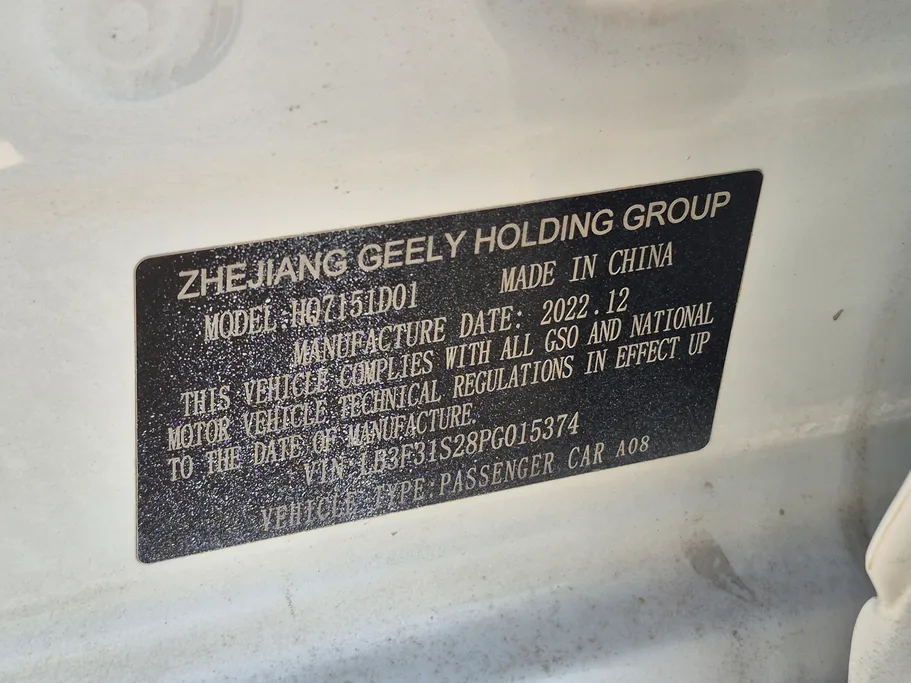 ZHEJIANG GEELY HOLDING GROUP
MODEL:HQ7151D01 MADE IN CHINA
MANUFACTURE DATE: 2022.12
THIS VEHICLE COMPLIES WITH ALL GSO AND NATIONAL
MOTOR VEHICLE TECHNICAL REGULATIONS IN EFFECT UP
TO THE DATE OF MANUFACTURE.
VIN:LB3F31S28PG015374
VEHICLE TYPE:PASSENGER CAR A08